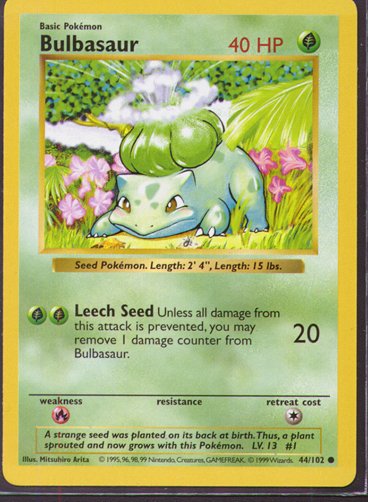 Basic Pokémon
Bulbasaur 40 HP
Seed Pokémon. Length: 2' 4", Length: 15 lbs.
Leech Seed Unless all damage from
this attack is prevented, you may
remove 1 damage counter from
Bulbasaur.
20
weakness resistance retreat cost
A strange seed was planted on its back at birth. Thus, a plant
sprouted and now grows with this Pokémon. LV. 13 #1
Illus. Mitsuhiro Arita ©1995, 96, 98, 99 Nintendo, Creatures, GAMEFREAK. ©1999 Wizards. 44/102